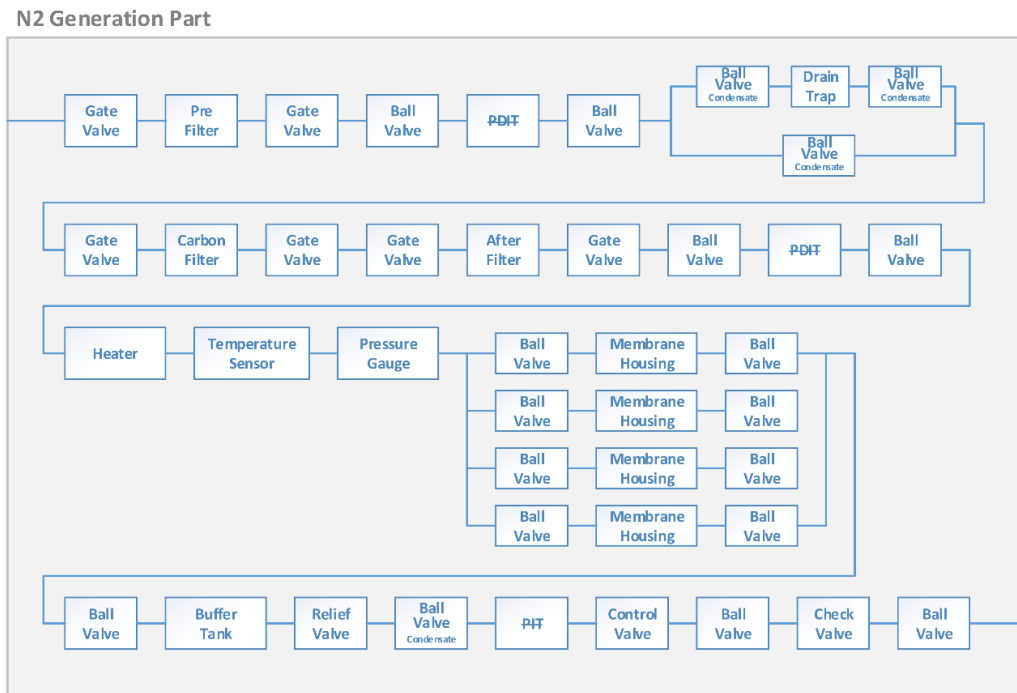 N2 Generation Part
Gate
Valve
Pre
Filter
Gate
Valve
Ball
Valve
PDIT
Ball
Valve
Ball
Valve
Condensate
Drain
Trap
Ball
Valve
Condensate
Ball
Valve
Condensate
Gate
Valve
Carbon
Filter
Gate
Valve
Gate
Valve
After
Filter
Gate
Valve
Ball
Valve
PDIT
Ball
Valve
Heater
Temperature
Sensor
Pressure
Gauge
Ball
Valve
Membrane
Housing
Ball
Valve
Ball
Valve
Membrane
Housing
Ball
Valve
Ball
Valve
Membrane
Housing
Ball
Valve
Ball
Valve
Membrane
Housing
Ball
Valve
Ball
Valve
Buffer
Tank
Relief
Valve
Ball
Valve
Condensate
PIT
Control
Valve
Ball
Valve
Check
Valve
Ball
Valve